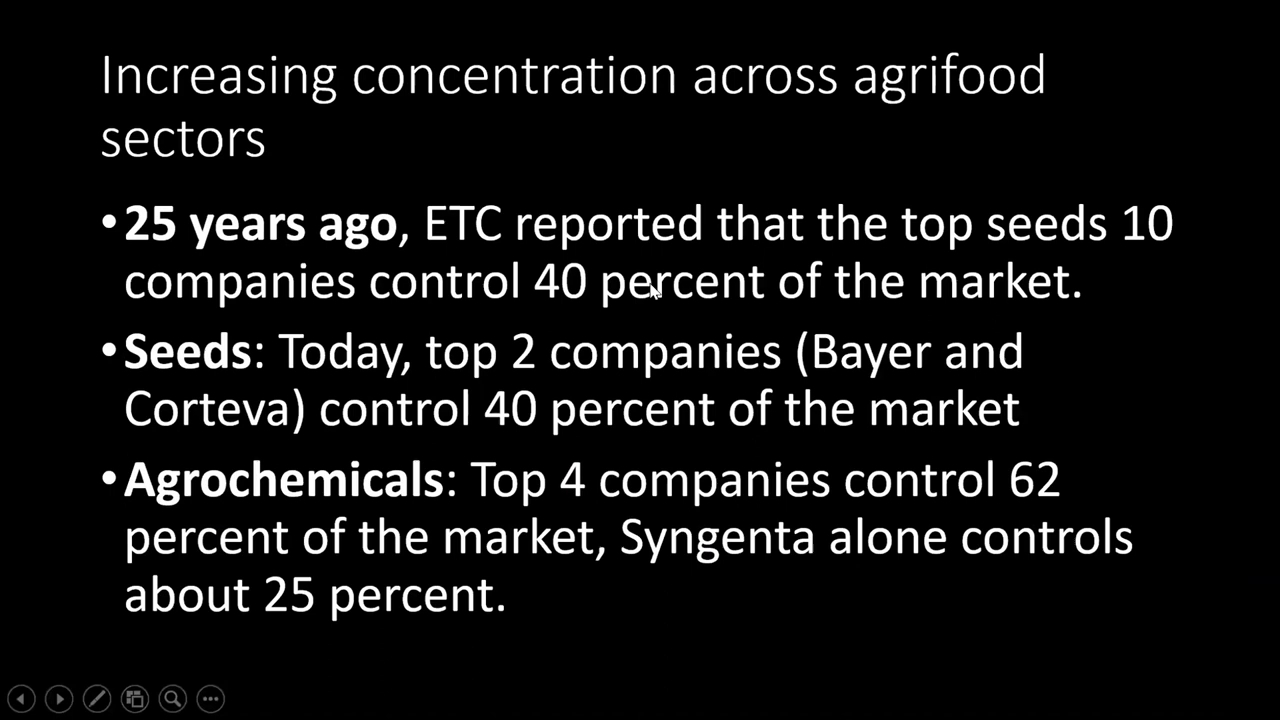 Increasing concentration across agrifood
sectors
•25 years ago, ETC reported that the top seeds 10
companies control 40 percent of the market.
•Seeds: Today, top 2 companies (Bayer and
Corteva) control 40 percent of the market
•Agrochemicals: Top 4 companies control 62
percent of the market, Syngenta alone controls
about 25 percent.